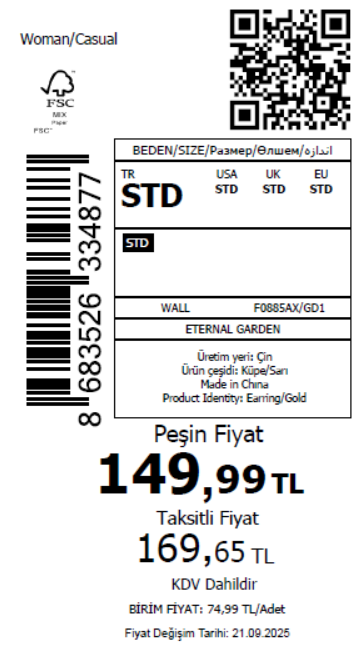 Woman/Casual
FSC
MIX
Paper
FSC™
BEDEN/SIZE/Размер/Өлшем/اندازه
TR USA UK EU
STD STD STD STD
STD
WALL F0885AX/GD1
ETERNAL GARDEN
Üretim yeri: Çin
Ürün çeşidi: Küpe/Sarı
Made in China
Product Identity: Earring/Gold
8 683526 334877
Peşin Fiyat
149,99 TL
Taksitli Fiyat
169,65 TL
KDV Dahildir
BİRİM FİYAT: 74,99 TL/Adet
Fiyat Değişim Tarihi: 21.09.2025